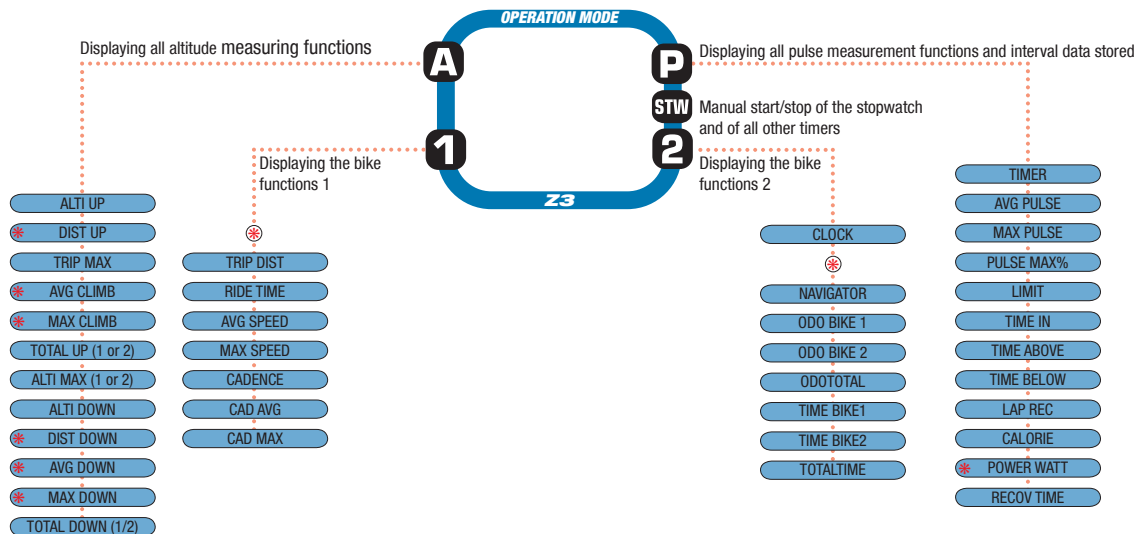 OPERATION MODE
Displaying all altitude measuring functions
A
P
Displaying all pulse measurement functions and interval data stored
STW
Manual start/stop of the stopwatch
and of all other timers
1
Displaying the bike
functions 1
2
Displaying the bike
functions 2
Z3
ALTI UP
DIST UP
TRIP MAX
AVG CLIMB
MAX CLIMB
TOTAL UP (1 or 2)
ALTI MAX (1 or 2)
ALTI DOWN
DIST DOWN
AVG DOWN
MAX DOWN
TOTAL DOWN (1/2)
TRIP DIST
RIDE TIME
AVG SPEED
MAX SPEED
CADENCE
CAD AVG
CAD MAX
CLOCK
NAVIGATOR
ODO BIKE 1
ODO BIKE 2
ODOTOTAL
TIME BIKE1
TIME BIKE2
TOTALTIME
TIMER
AVG PULSE
MAX PULSE
PULSE MAX%
LIMIT
TIME IN
TIME ABOVE
TIME BELOW
LAP REC
CALORIE
POWER WATT
RECOV TIME